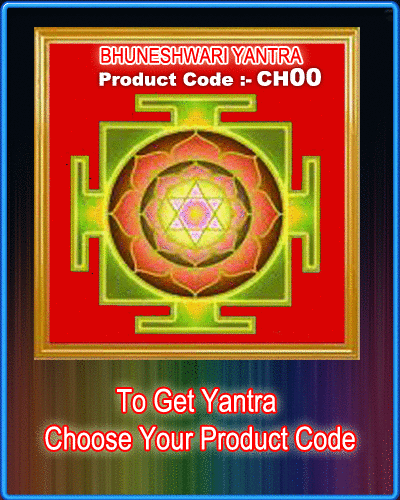 BHUNESHWARI YANTRA
Product Code :- CH00
To Get Yantra
Choose Your Product Code